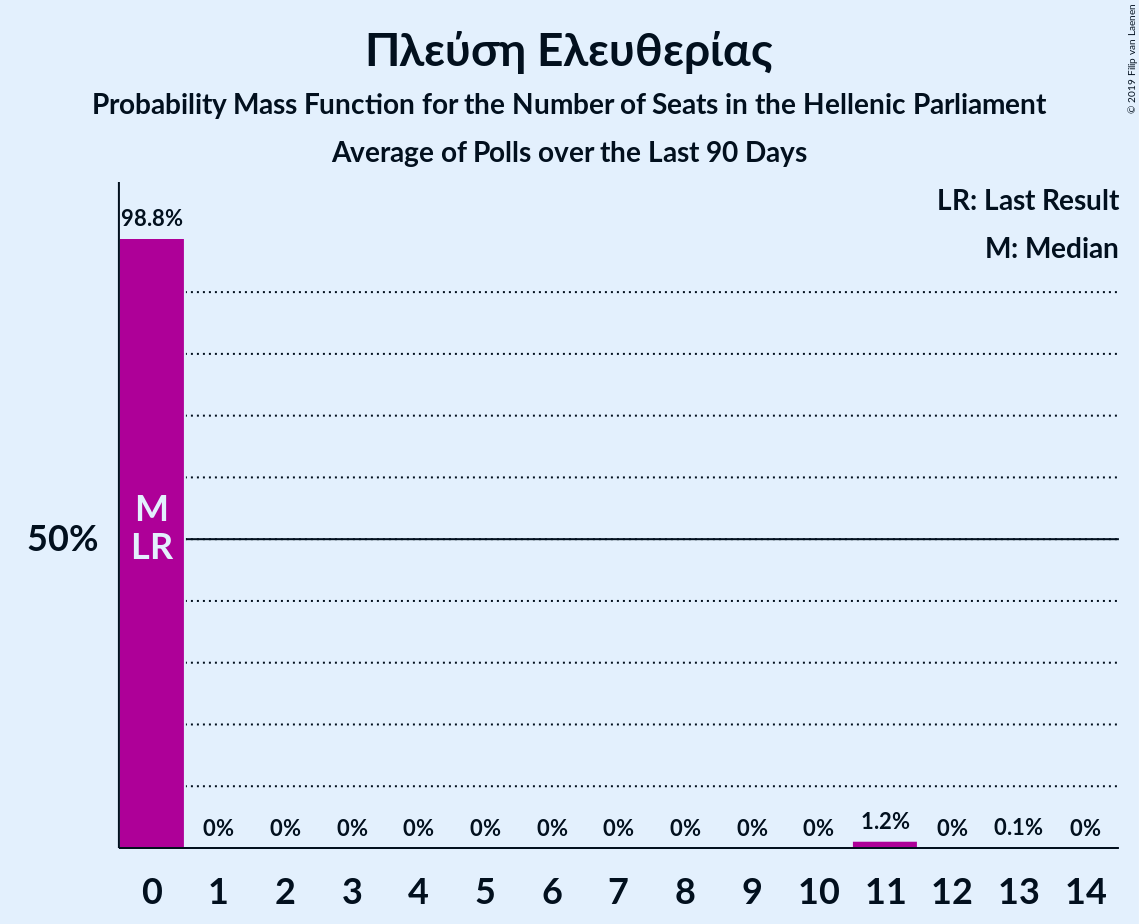 Πλεύση Ελευθερίας
Probability Mass Function for the Number of Seats in the Hellenic Parliament
Average of Polls over the Last 90 Days
© 2019 Filip van Laenen
LR: Last Result
M: Median
98.8%
M
LR
50%
0% 0% 0% 0% 0% 0% 0% 0% 0% 0% 1.2% 0% 0.1% 0%
0 1 2 3 4 5 6 7 8 9 10 11 12 13 14